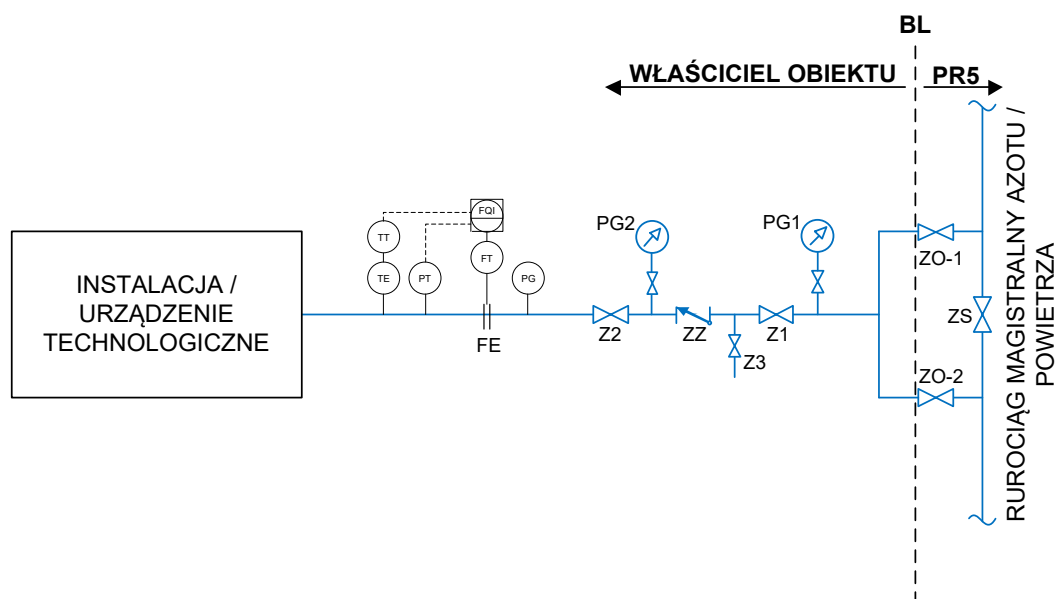 BL
WŁAŚCICIEL OBIEKTU
PR5
RUROCIĄG MAGISTRALNY AZOTU /
POWIETRZA
INSTALACJA /
URZĄDZENIE
TECHNOLOGICZNE
FQI
TT
TE
PT
FT
PG
FE
PG2
PG1
Z2
ZZ
Z3
Z1
ZO-1
ZS
ZO-2